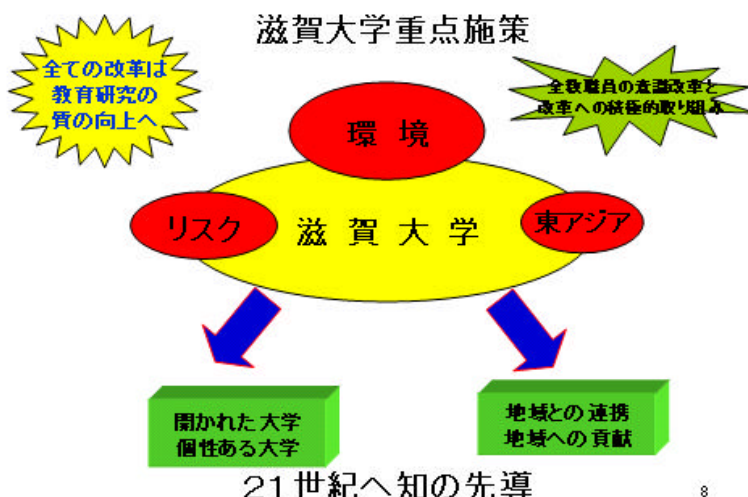 滋賀大学重点施策
全ての改革は
教育研究の
質の向上へ
全教職員の意識改革と
改革への積極的取り組み
環 境
リスク
滋 賀 大 学
東アジア
開かれた大学
個性ある大学
地域との連携
地域への貢献
21世紀へ知の先導
8